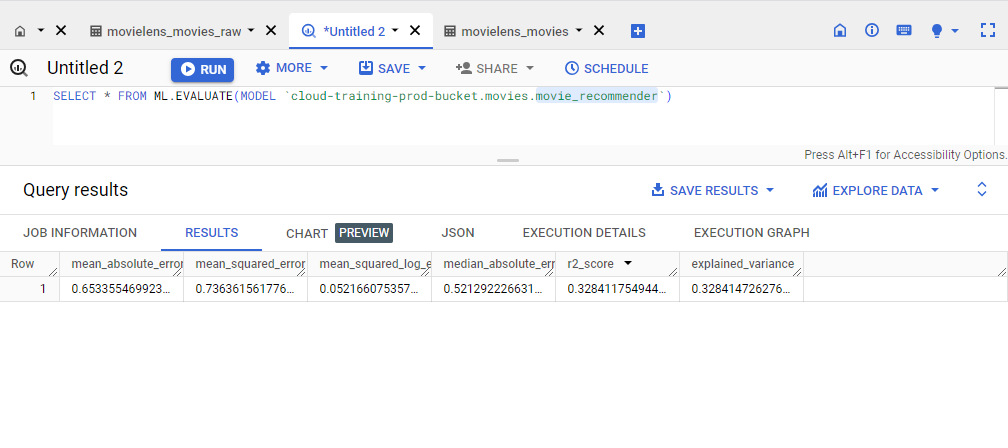 movielens_movies_raw *Untitled 2 movielens_movies
Untitled 2 RUN MORE SAVE SHARE SCHEDULE
1 SELECT * FROM ML.EVALUATE(MODEL `cloud-training-prod-bucket.movies.movie_recommender`)
Press Alt+F1 for Accessibility Options.
Query results SAVE RESULTS EXPLORE DATA
JOB INFORMATION RESULTS CHART PREVIEW JSON EXECUTION DETAILS EXECUTION GRAPH
Row mean_absolute_error mean_squared_error mean_squared_log_e median_absolute_err r2_score explained_variance
1 0.653355469923... 0.736361561776... 0.052166075357... 0.521292226631... 0.328411754944... 0.328414726276...